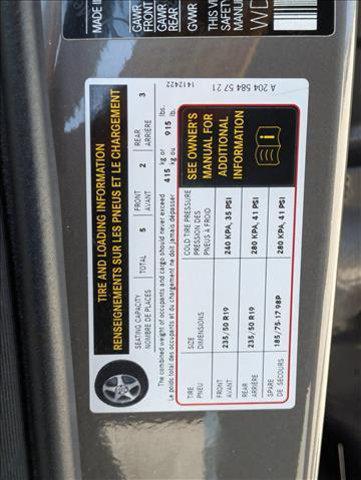 MADE IN
GAWR
FRONT
GAWR
REAR
GVWR
THIS V
SAFETY
MANU
WD
TIRE AND LOADING INFORMATION
RENSEIGNEMENTS SUR LES PNEUS ET LE CHARGEMENT
SEATING CAPACITY TOTAL 5 FRONT 2 REAR 3
NOMBRE DE PLACES AVANT ARRIÈRE
The combined weight of occupants and cargo should never exceed 415 kg or 915 lbs.
Le poids total des occupants et du chargement ne doit jamais dépasser kg ou lb.
1412422
A 204 584 57 21
TIRE SIZE COLD TIRE PRESSURE
PNEU DIMENSIONS PRESSION DES
PNEUS A FROID
FRONT 235/50 R19 240 KPA, 35 PSI
AVANT
REAR 235/50 R19 280 KPA, 41 PSI
ARRIÈRE
SPARE 185/75-17 98P 280 KPA, 41 PSI
DE SECOURS
SEE OWNER'S
MANUAL FOR
ADDITIONAL
INFORMATION